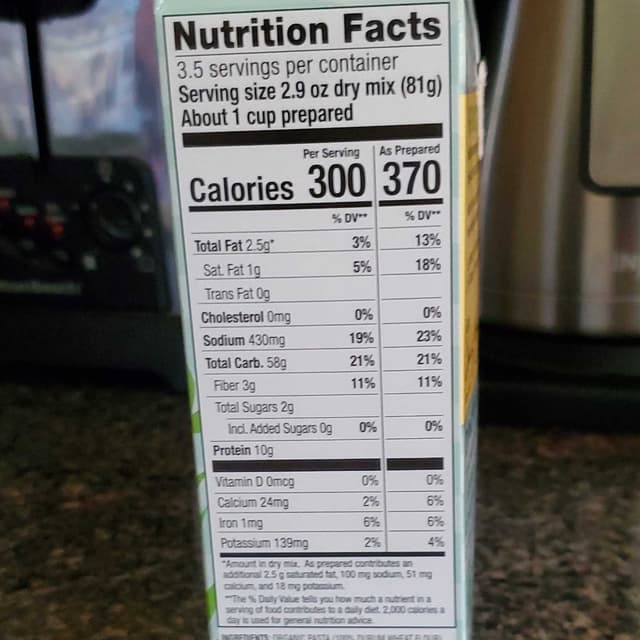 Nutrition Facts
3.5 servings per container
Serving size 2.9 oz dry mix (81g)
About 1 cup prepared
Per Serving As Prepared
Calories 300 370
% DV** % DV**
Total Fat 2.5g* 3% 13%
Sat. Fat 1g 5% 18%
Trans Fat 0g
Cholesterol 0mg 0% 0%
Sodium 430mg 19% 23%
Total Carb. 58g 21% 21%
Fiber 3g 11% 11%
Total Sugars 2g
Incl. Added Sugars 0g 0% 0%
Protein 10g
Vitamin D 0mcg 0% 0%
Calcium 24mg 2% 6%
Iron 1mg 6% 6%
Potassium 139mg 2% 4%
*Amount in dry mix. As prepared contributes an
additional 2.5 g saturated fat, 100 mg sodium, 51 mg
calcium, and 18 mg potassium.
**The % Daily Value tells you how much a nutrient in a
serving of food contributes to a daily diet. 2,000 calories a
day is used for general nutrition advice.
INGREDIENTS: ORGANIC PASTA